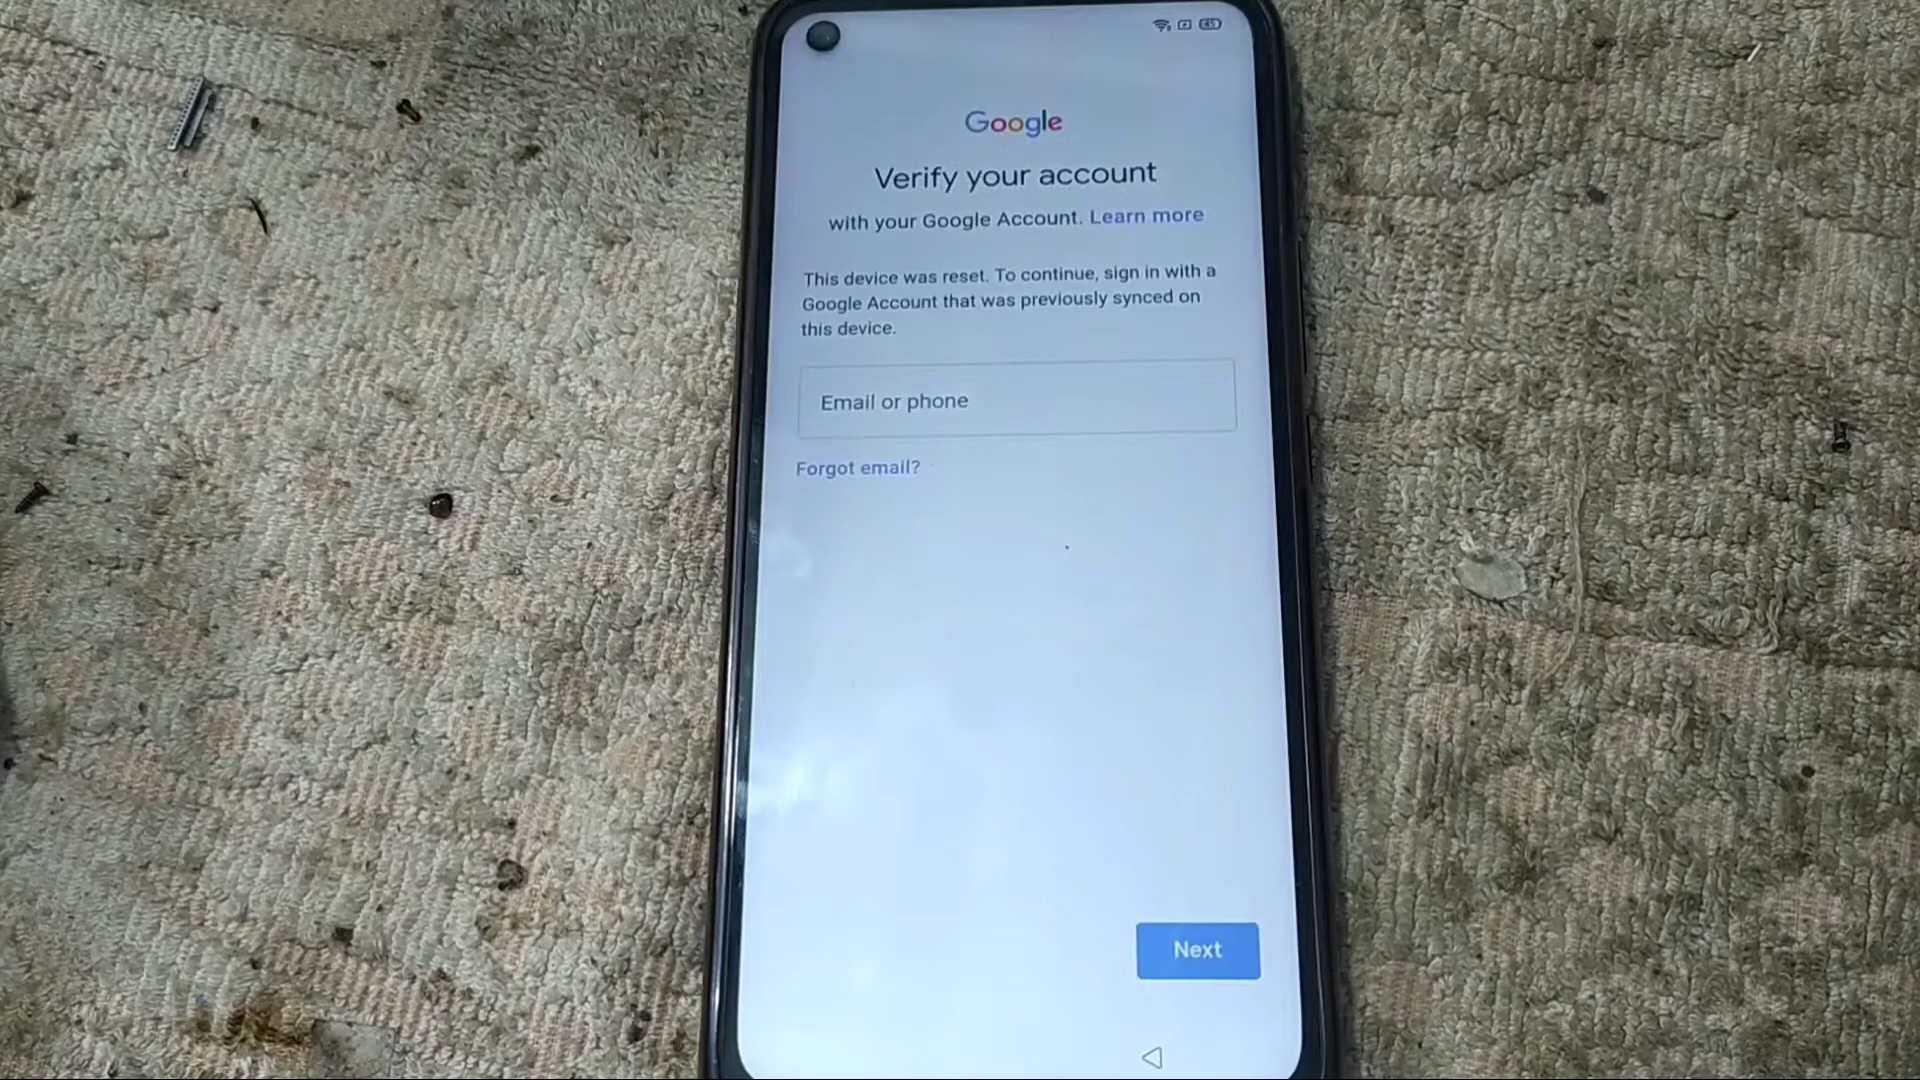 Google
Verify your account
with your Google Account. Learn more
This device was reset. To continue, sign in with a
Google Account that was previously synced on
this device.
Email or phone
Forgot email?
Next